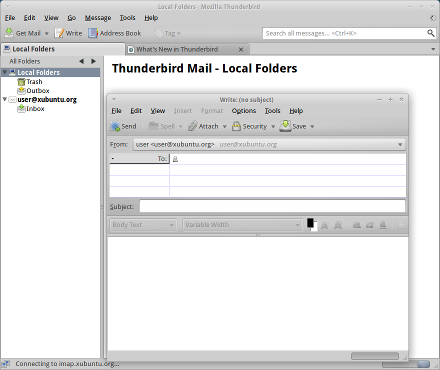 Local Folders - Mozilla Thunderbird
File Edit View Go Message Tools Help
Get Mail Write Address Book Tag Search all messages... <Ctrl+K>
Local Folders What's New in Thunderbird
All Folders
Local Folders
Trash
Outbox
user@xubuntu.org
Inbox
Thunderbird Mail - Local Folders
Write: (no subject)
File Edit View Insert Format Options Tools Help
Send Spell Attach Security Save
From: user <user@xubuntu.org> user@xubuntu.org
To:
Subject:
Body Text Variable Width
Connecting to imap.xubuntu.org...